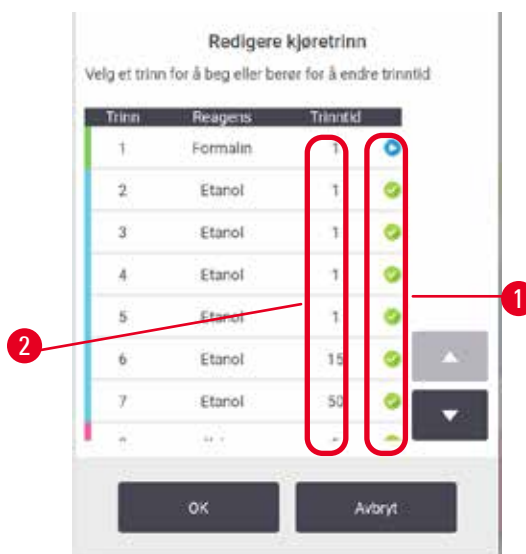 Redigere kjøretrinn
Velg et trinn for å beg eller berør for å endre trinntid
Trinn Reagens Trinntid
1 Formalin 1
2 Etanol 1
3 Etanol 1
4 Etanol 1
5 Etanol 1
6 Etanol 15
7 Etanol 50
OK Avbryt
1
2